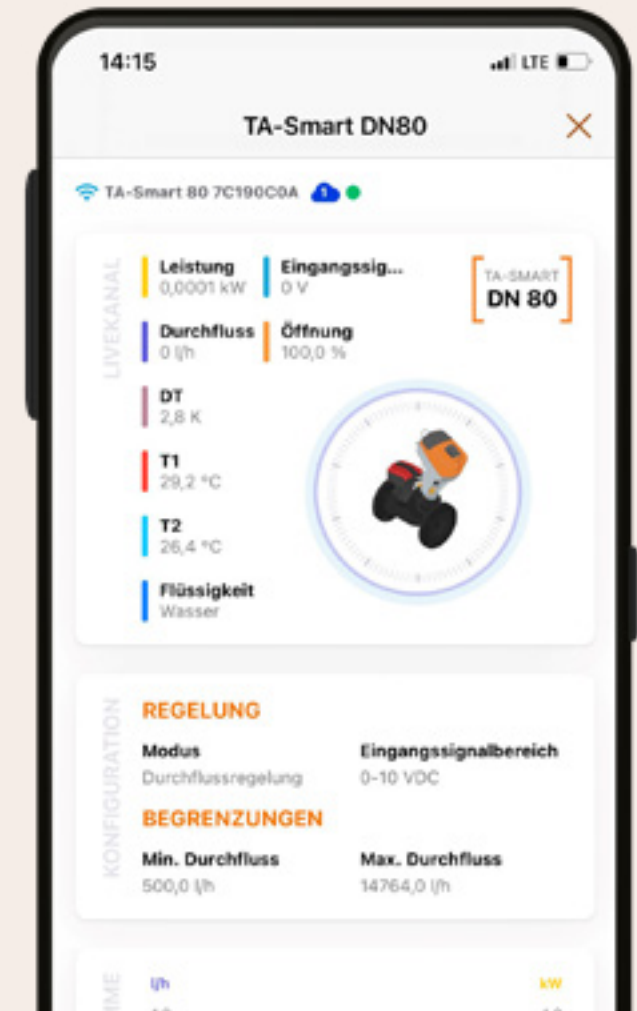 14:15
LTE
TA-Smart DN80
TA-Smart 80 7C190C0A 1
LIVEKANAL
Leistung
0,0001 kW
Eingangssig...
0 V
TA-SMART
DN 80
Durchfluss
0 l/h
Öffnung
100,0 %
DT
2,8 K
T1
29,2 °C
T2
26,4 °C
Flüssigkeit
Wasser
KONFIGURATION
REGELUNG
Modus
Durchflussregelung
Eingangssignalbereich
0-10 VDC
BEGRENZUNGEN
Min. Durchfluss
500,0 l/h
Max. Durchfluss
14764,0 l/h
l/h
kW